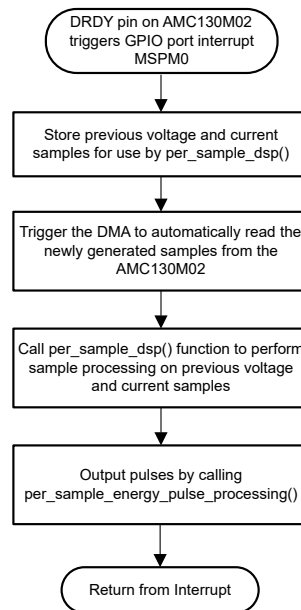 DRDY pin on AMC130M02
triggers GPIO port interrupt
MSPM0
Store previous voltage and current
samples for use by per_sample_dsp()
Trigger the DMA to automatically read the
newly generated samples from the
AMC130M02
Call per_sample_dsp() function to perform
sample processing on previous voltage
and current samples
Output pulses by calling
per_sample_energy_pulse_processing()
Return from Interrupt